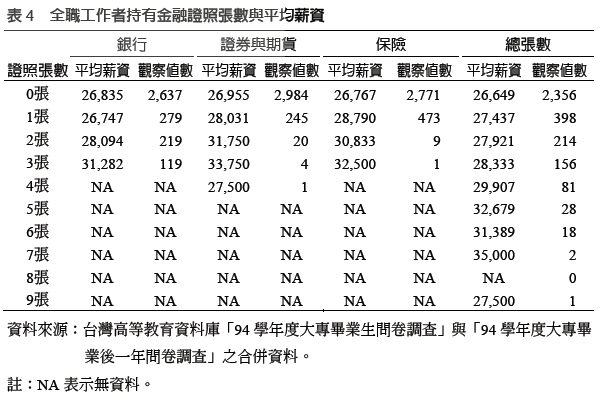 表 4　全職工作者持有金融證照張數與平均薪資
銀行 證券與期貨 保險 總張數
證照張數 平均薪資 觀察值數 平均薪資 觀察值數 平均薪資 觀察值數 平均薪資 觀察值數
0張 26,835 2,637 26,955 2,984 26,767 2,771 26,649 2,356
1張 26,747 279 28,031 245 28,790 473 27,437 398
2張 28,094 219 31,750 20 30,833 9 27,921 214
3張 31,282 119 33,750 4 32,500 1 28,333 156
4張 NA NA 27,500 1 NA NA 29,907 81
5張 NA NA NA NA NA NA 32,679 28
6張 NA NA NA NA NA NA 31,389 18
7張 NA NA NA NA NA NA 35,000 2
8張 NA NA NA NA NA NA NA 0
9張 NA NA NA NA NA NA 27,500 1
資料來源：台灣高等教育資料庫「94 學年度大專畢業生問卷調查」與「94 學年度大專畢
業後一年問卷調查」之合併資料。
註：NA 表示無資料。